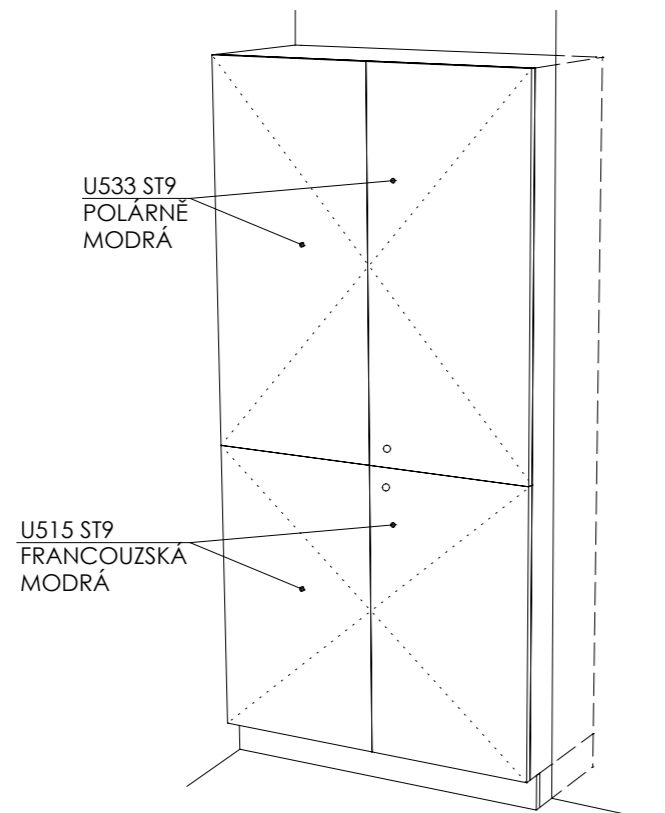 U533 ST9
POLÁRNĚ
MODRÁ
U515 ST9
FRANCOUZSKÁ
MODRÁ